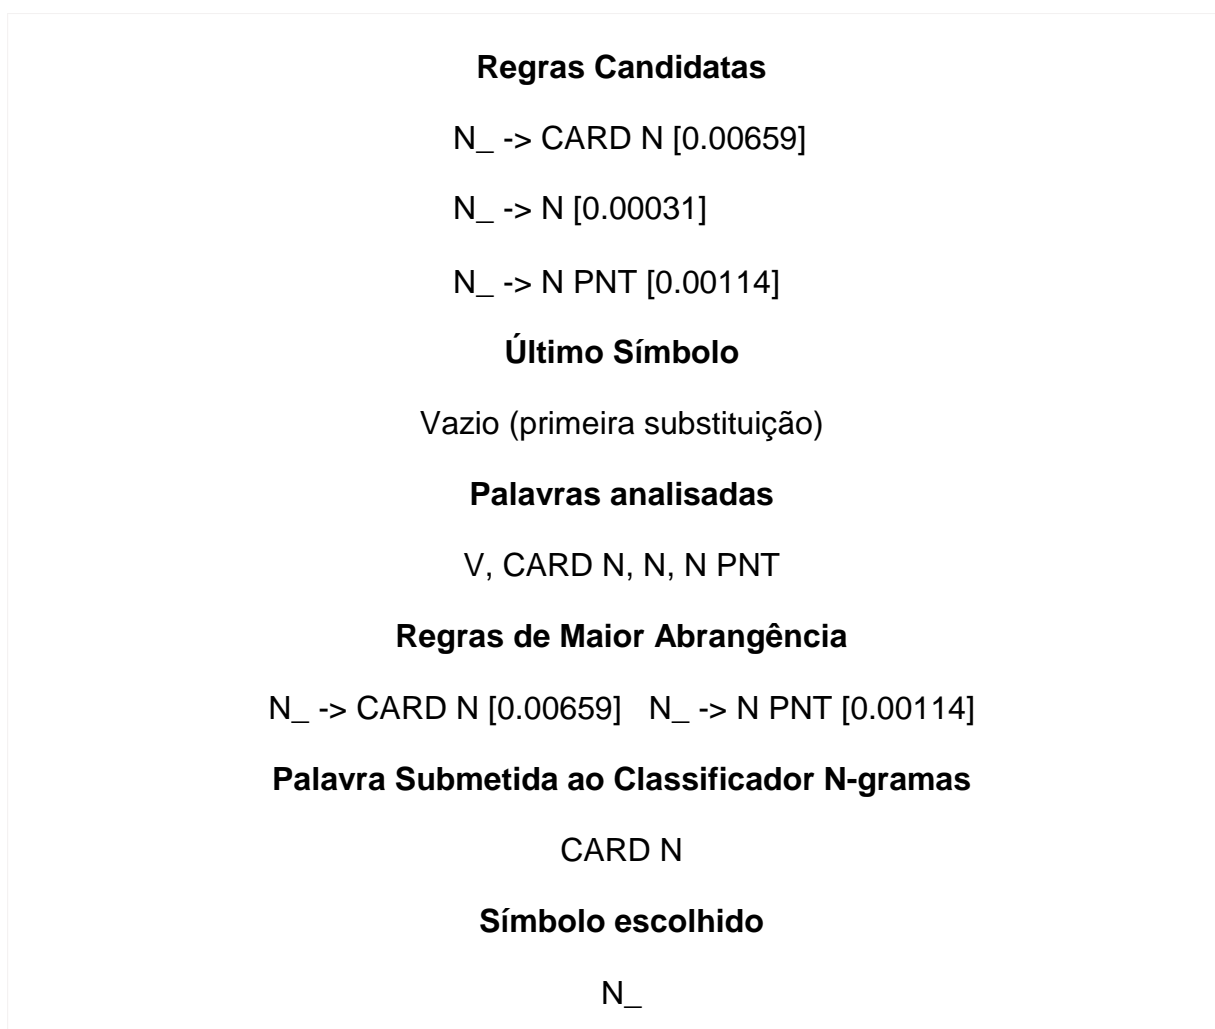 Regras Candidatas
N_ -> CARD N [0.00659]
N_ -> N [0.00031]
N_ -> N PNT [0.00114]
Último Símbolo
Vazio (primeira substituição)
Palavras analisadas
V, CARD N, N, N PNT
Regras de Maior Abrangência
N_ -> CARD N [0.00659] N_ -> N PNT [0.00114]
Palavra Submetida ao Classificador N-gramas
CARD N
Símbolo escolhido
N_